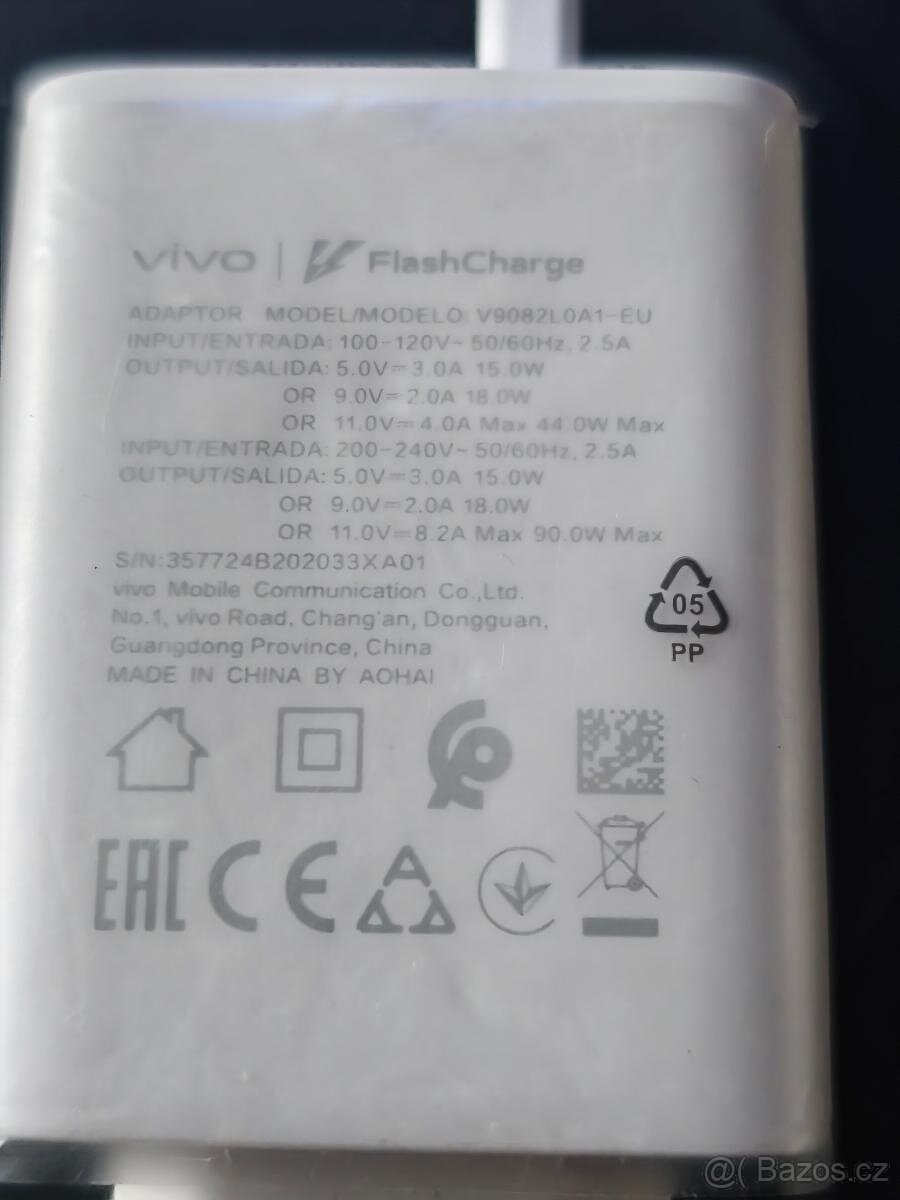 vivo | FlashCharge
ADAPTOR MODEL/MODELO V9082L0A1-EU
INPUT/ENTRADA: 100-120V~ 50/60Hz, 2.5A
OUTPUT/SALIDA: 5.0V⎓3.0A 15.0W
OR 9.0V⎓2.0A 18.0W
OR 11.0V⎓4.0A Max 44.0W Max
INPUT/ENTRADA: 200-240V~ 50/60Hz, 2.5A
OUTPUT/SALIDA: 5.0V⎓3.0A 15.0W
OR 9.0V⎓2.0A 18.0W
OR 11.0V⎓8.2A Max 90.0W Max
S/N:357724B202033XA01
vivo Mobile Communication Co.,Ltd.
No.1, vivo Road, Chang'an, Dongguan,
Guangdong Province, China
MADE IN CHINA BY AOHAI
05
PP
EAC CE
@( Bazos.cz